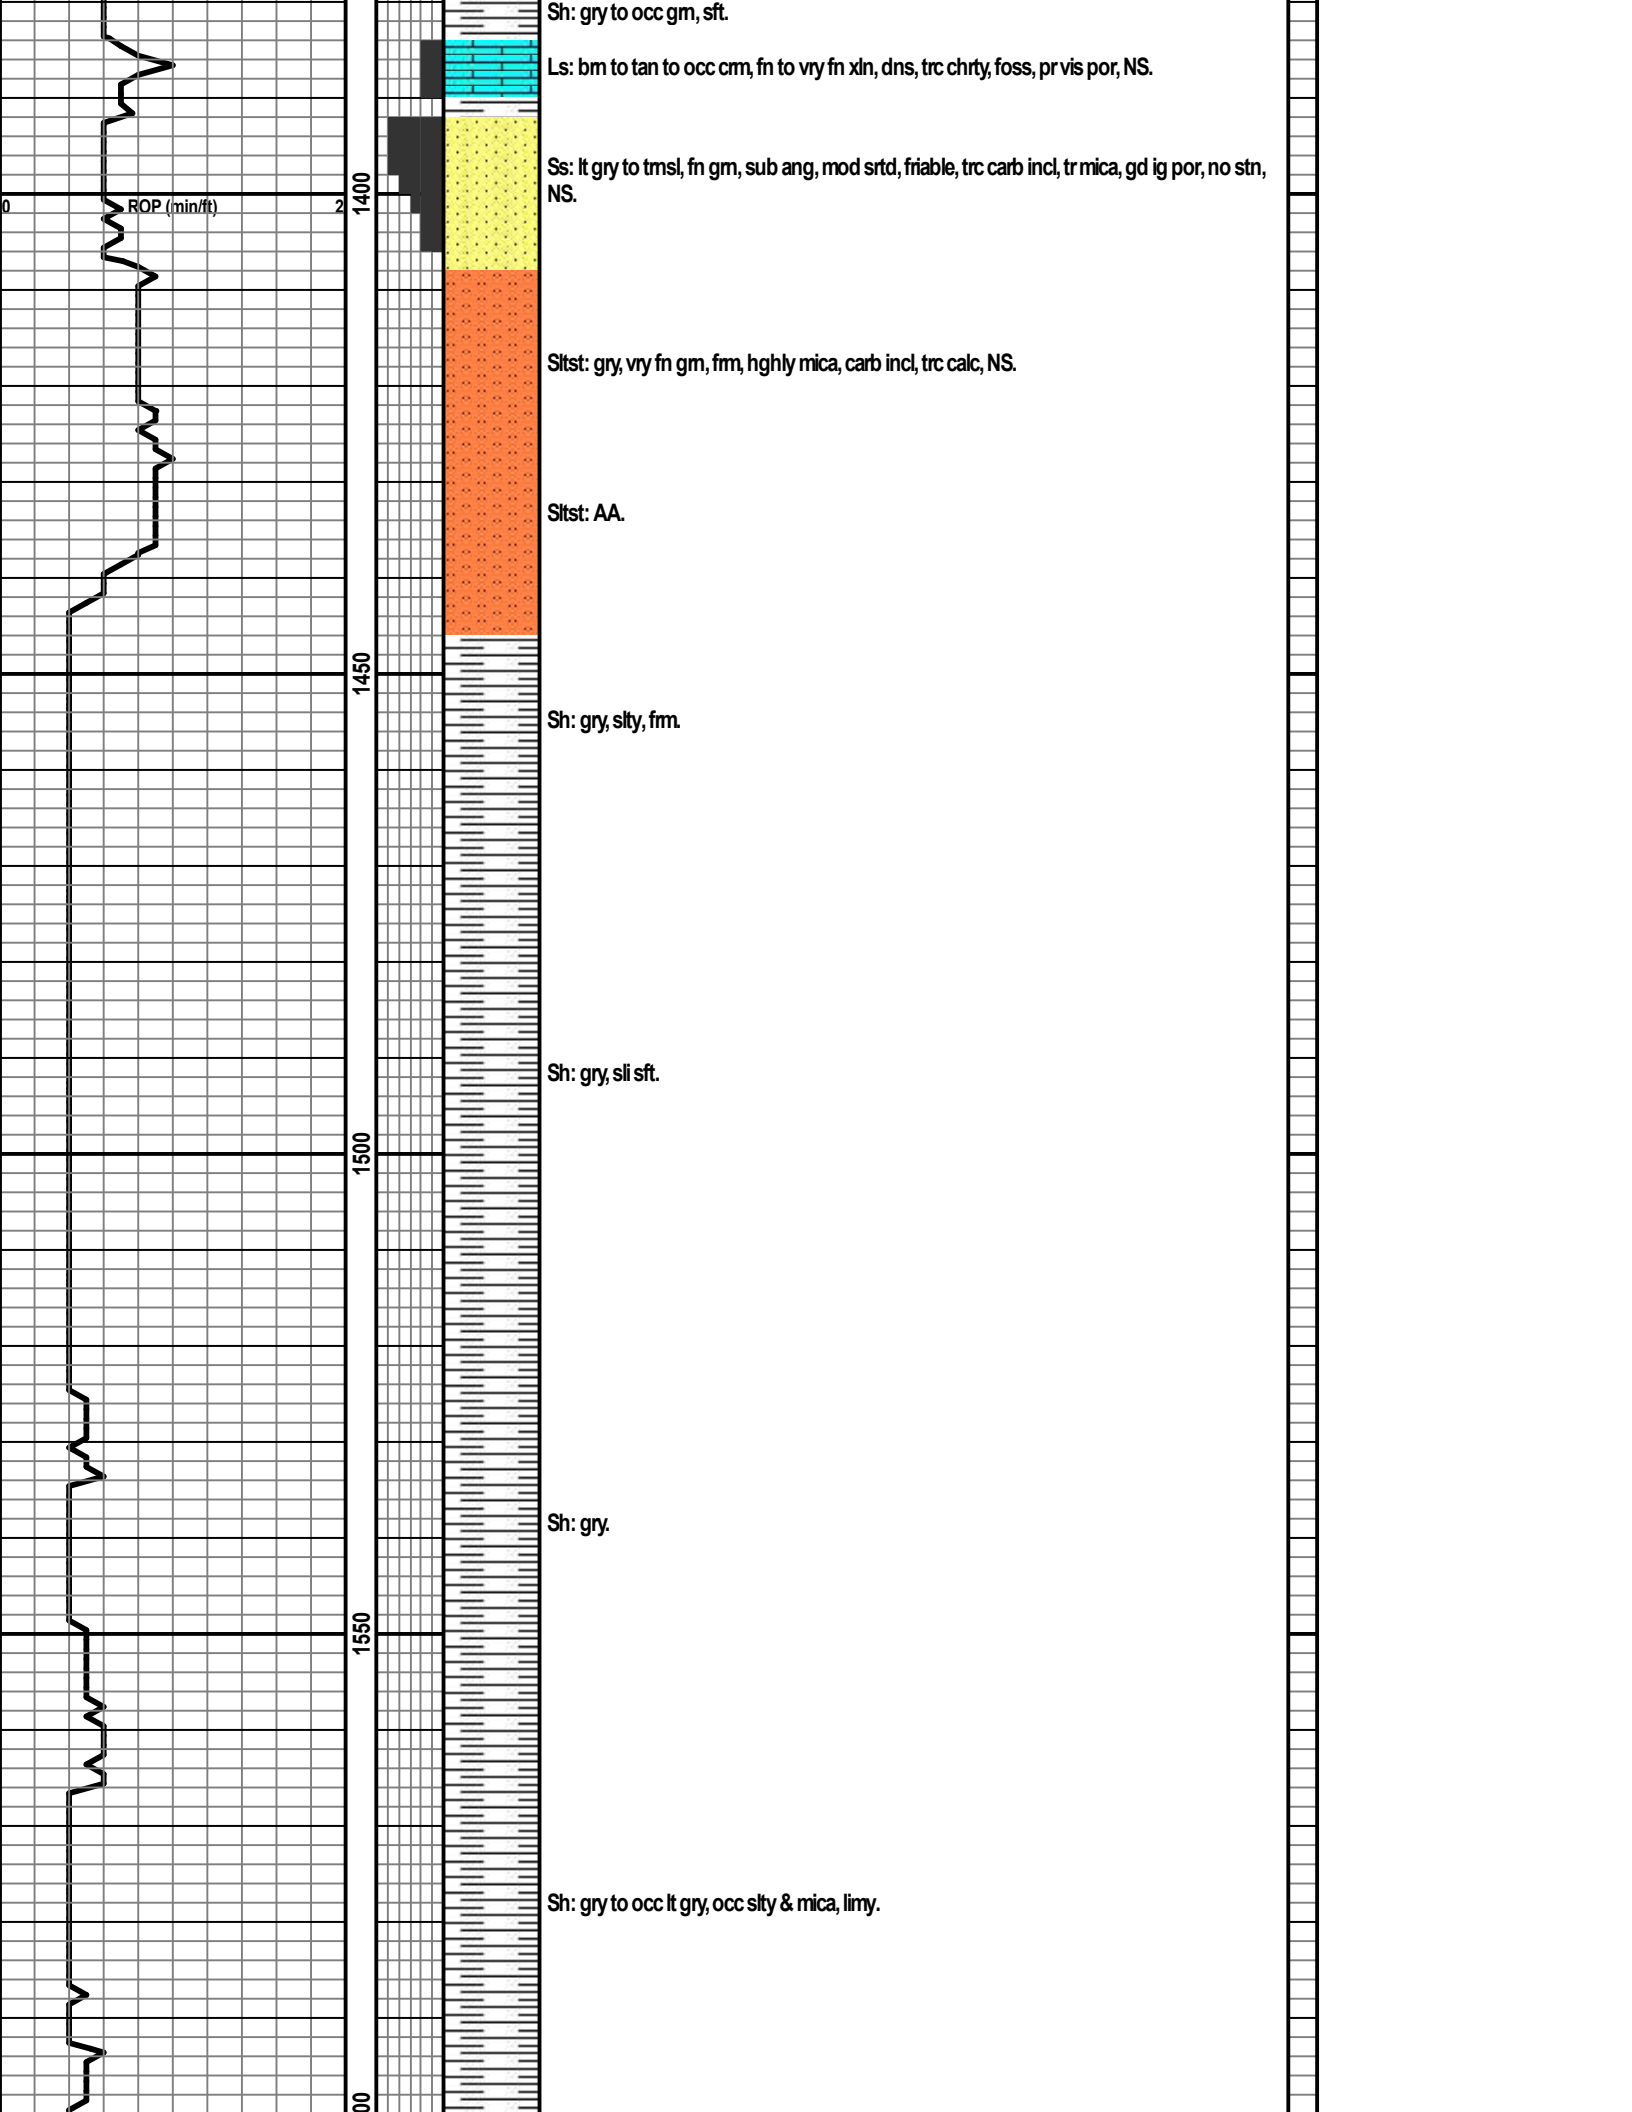 Sh: gry to occ grn, sft.
Ls: brn to tan to occ crm, fn to vry fn xln, dns, trc chrty, foss, pr vis por, NS.
Ss: lt gry to trnsl, fn grn, sub ang, mod srtd, friable, trc carb incl, tr mica, gd ig por, no stn,
NS.
1400
0 ROP (min/ft) 2
Sltst: gry, vry fn grn, frm, hghly mica, carb incl, trc calc, NS.
Sltst: AA.
1450
Sh: gry, slty, frm.
Sh: gry, sli sft.
1500
Sh: gry.
1550
Sh: gry to occ lt gry, occ slty & mica, limy.
00